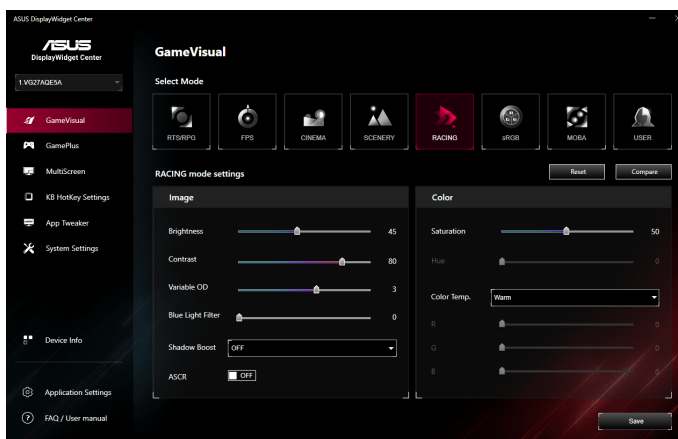 ASUS DisplayWidget Center
ASUS
DisplayWidget Center
1.VG27AQE5A
GameVisual
GamePlus
MultiScreen
KB HotKey Settings
App Tweaker
System Settings
Device Info
Application Settings
FAQ / User manual
GameVisual
Select Mode
RTS/RPG FPS CINEMA SCENERY RACING sRGB MOBA USER
RACING mode settings Reset Compare
Image
Brightness 45
Contrast 80
Variable OD 3
Blue Light Filter 0
Shadow Boost OFF
ASCR OFF
Color
Saturation 50
Hue 0
Color Temp. Warm
R 0
G 0
B 0
Save